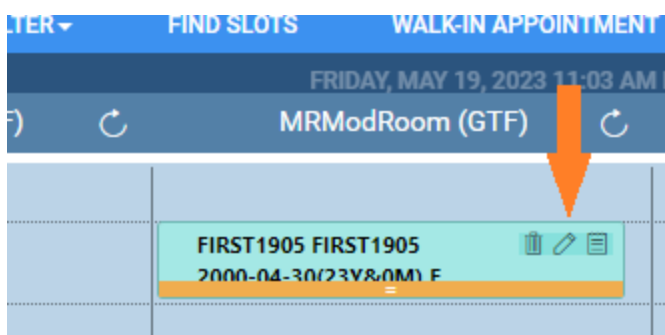 LTER
FIND SLOTS
WALK-IN APPOINTMENT
FRIDAY, MAY 19, 2023 11:03 AM
F)
MRModRoom (GTF)
FIRST1905 FIRST1905
2000-04-30(23Y&0M) F